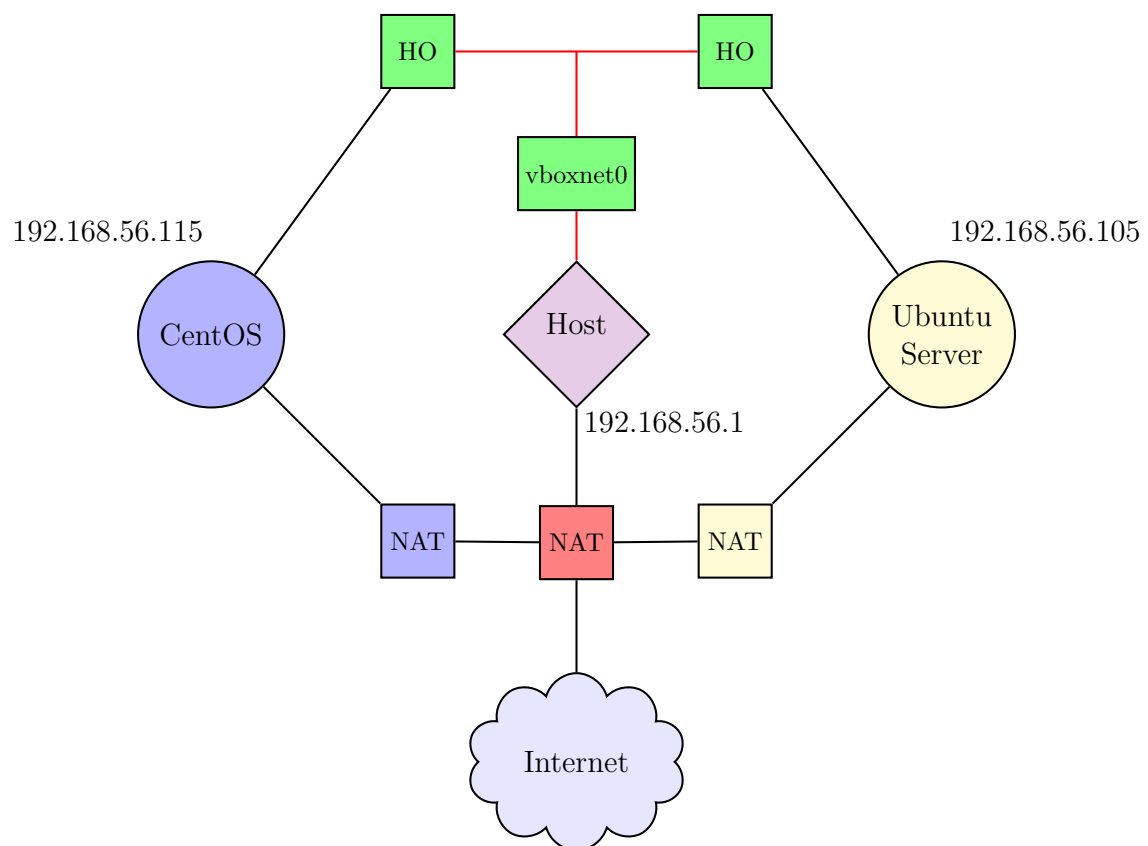 HO
HO
vboxnet0
192.168.56.115
192.168.56.105
CentOS
Host
Ubuntu
Server
192.168.56.1
NAT
NAT
NAT
Internet